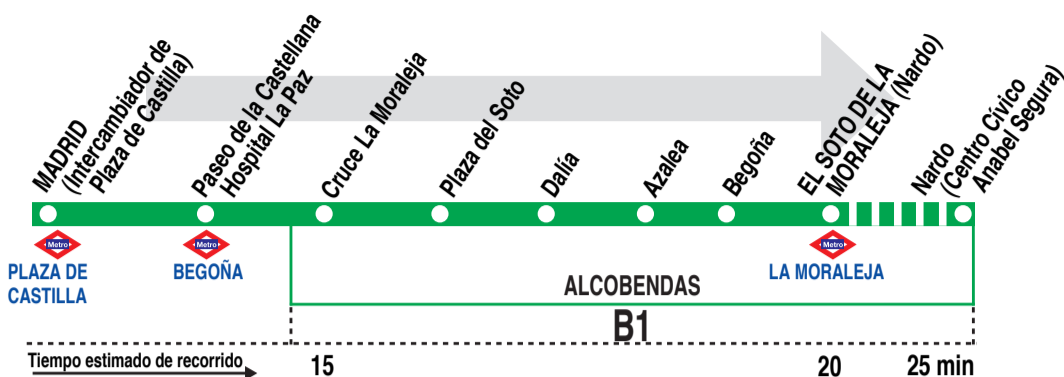 MADRID
(Intercambiador de
Plaza de Castilla)
Paseo de la Castellana
Hospital La Paz
Cruce La Moraleja
Plaza del Soto
Dalía
Azalea
Begoña
EL SOTO DE LA
MORALEJA (Nardo)
Nardo
(Centro Cívico
Anabel Segura)
Metro
PLAZA DE
CASTILLA
Metro
BEGOÑA
Metro
LA MORALEJA
ALCOBENDAS
B1
Tiempo estimado de recorrido
15
20
25 min